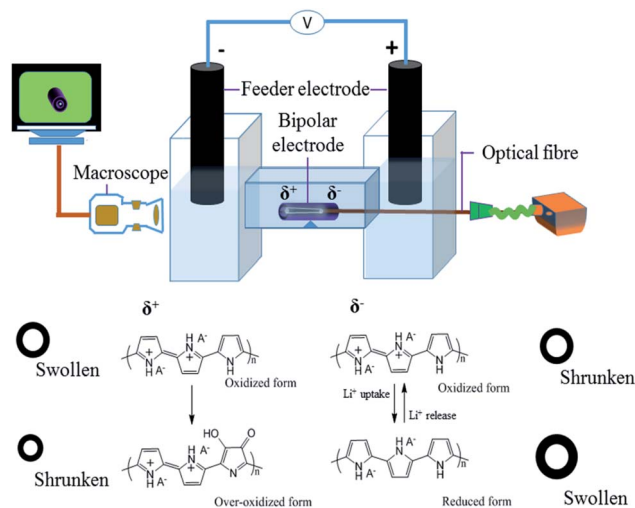 V
- +
Feeder electrode
Bipolar
electrode
Optical fibre
Macroscope
δ+ δ-
δ+ δ-
Swollen
H A-
N
+
N
H A-
N
H
n
Oxidized form
H A-
N
+
N
H A-
N
H
n
Oxidized form
Shrunken
Li+ uptake
Li+ release
Shrunken
HO O
H A-
N
+
N
H A-
N
n
Over-oxidized form
H A-
N
N
H A-
N
H
n
Reduced form
Swollen